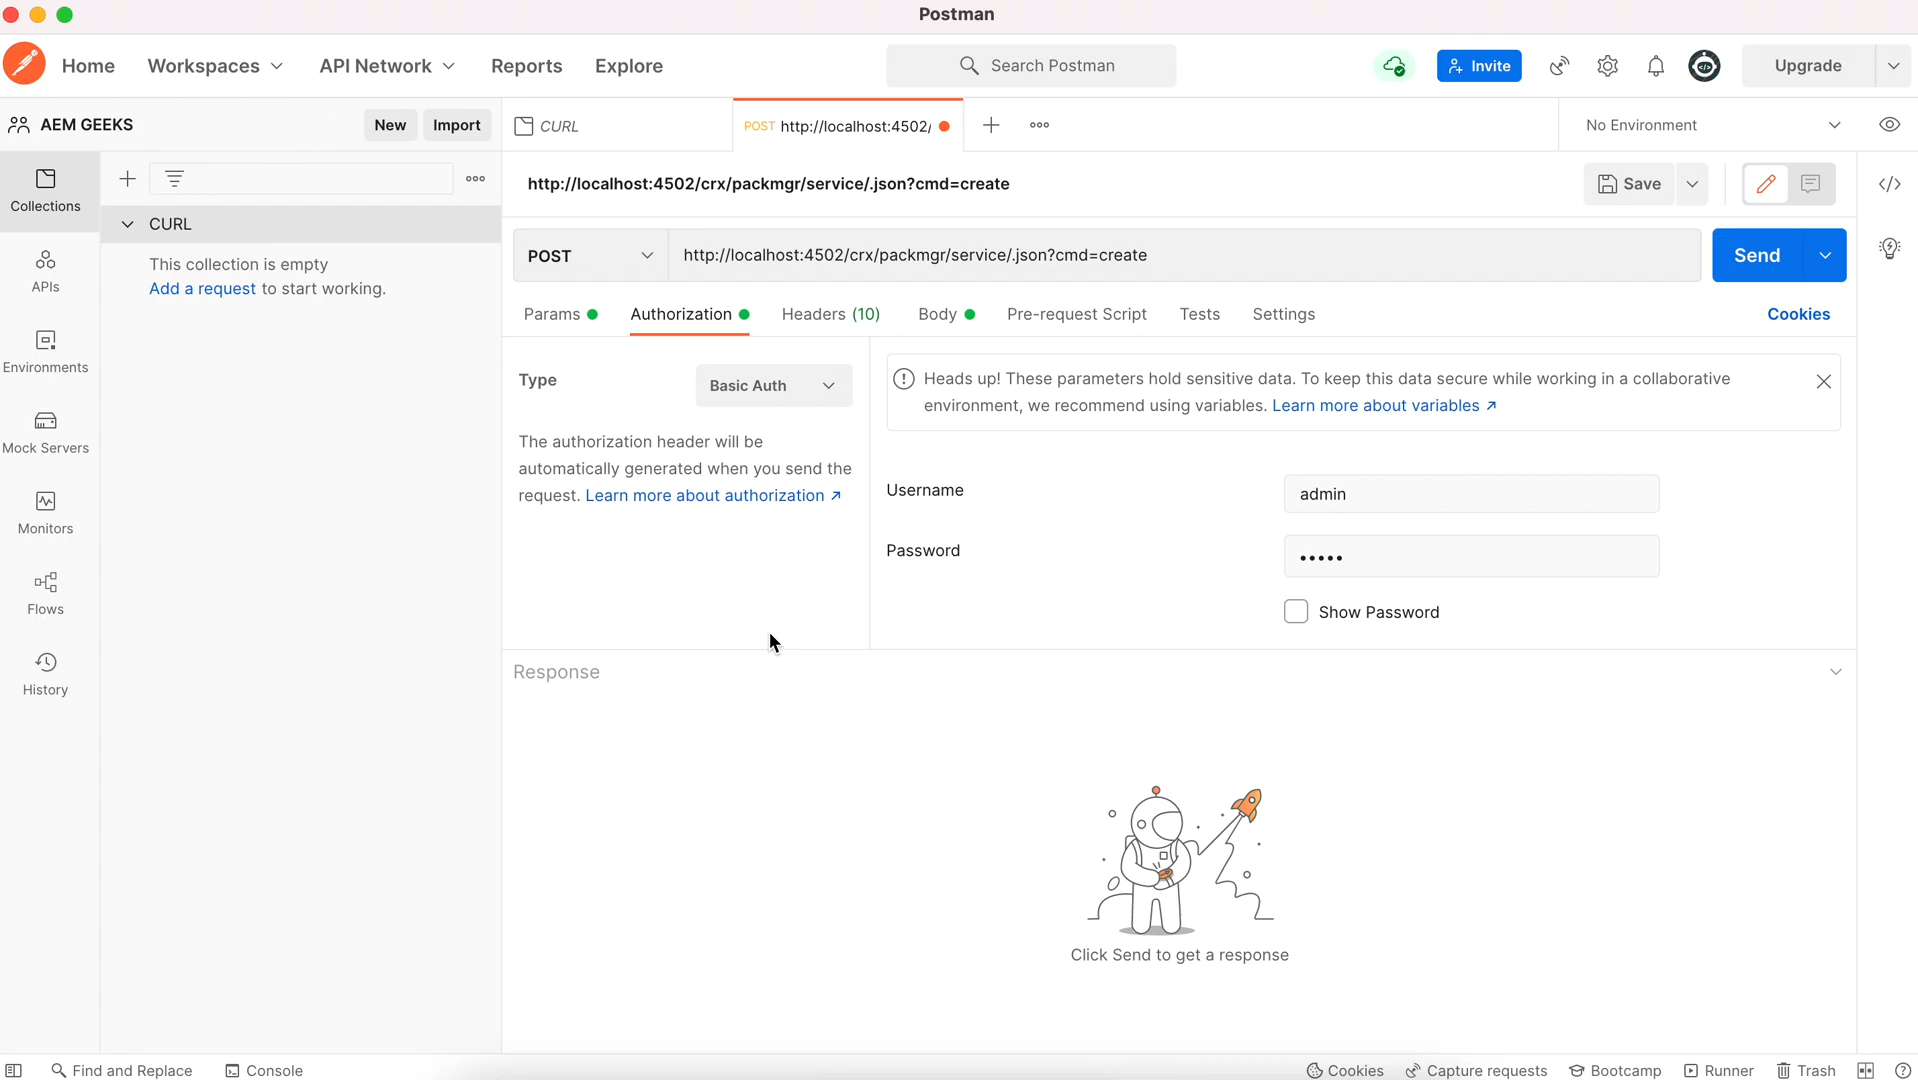 Postman
Home
Workspaces
API Network
Reports
Explore
Search Postman
Invite
Upgrade
AEM GEEKS
New
Import
CURL
POST http://localhost:4502/
No Environment
Collections
CURL
This collection is empty
Add a request to start working.
APIs
Environments
Mock Servers
Monitors
Flows
History
http://localhost:4502/crx/packmgr/service/.json?cmd=create
Save
POST
http://localhost:4502/crx/packmgr/service/.json?cmd=create
Send
Params
Authorization
Headers (10)
Body
Pre-request Script
Tests
Settings
Cookies
Type
Basic Auth
The authorization header will be
automatically generated when you send the
request. Learn more about authorization ↗
Heads up! These parameters hold sensitive data. To keep this data secure while working in a collaborative
environment, we recommend using variables. Learn more about variables ↗
Username
admin
Password
•••••
Show Password
Response
Click Send to get a response
Find and Replace
Console
Cookies
Capture requests
Bootcamp
Runner
Trash